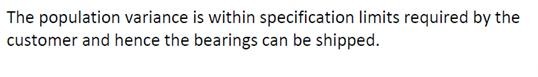 The population variance is within specification limits required by the
customer and hence the bearings can be shipped.